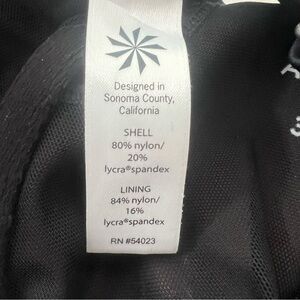 Designed in
Sonoma County,
California
SHELL
80% nylon/
20%
lycra®spandex
LINING
84% nylon/
16%
lycra®spandex
RN #54023